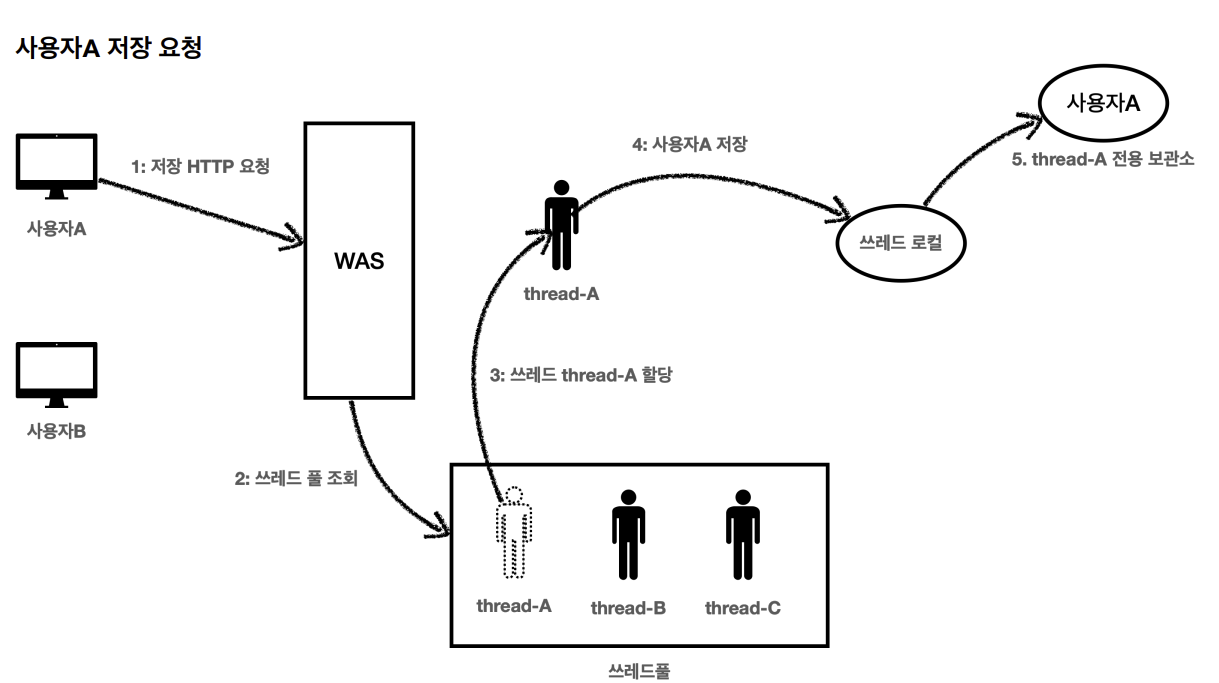 사용자A 저장 요청
사용자A
1: 저장 HTTP 요청
WAS
4: 사용자A 저장
사용자A
5. thread-A 전용 보관소
쓰레드 로컬
thread-A
3: 쓰레드 thread-A 할당
사용자B
2: 쓰레드 풀 조회
thread-A
thread-B
thread-C
쓰레드풀